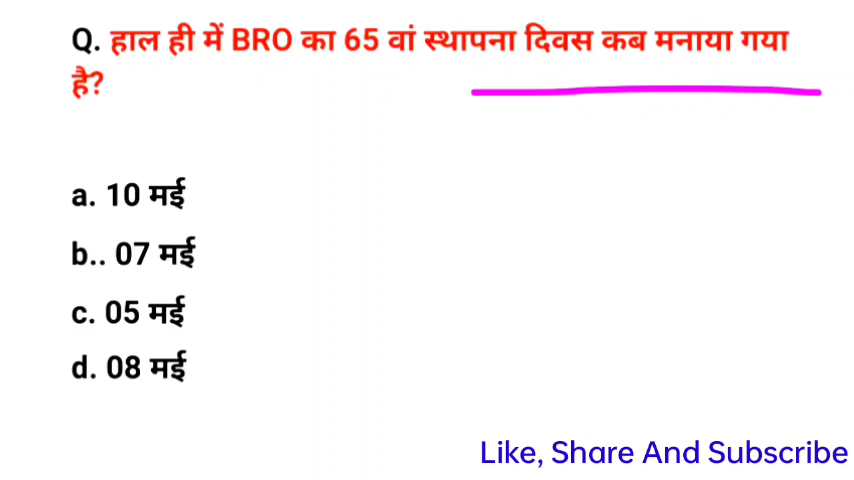 Q. हाल ही में BRO का 65 वां स्थापना दिवस कब मनाया गया
है?
a. 10 मई
b.. 07 मई
c. 05 मई
d. 08 मई
Like, Share And Subscribe